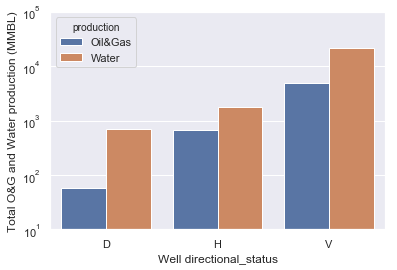 production
Oil&Gas
Water
10^5
10^4
10^3
10^2
10^1
Total O&G and Water production (MMBL)
D H V
Well directional_status